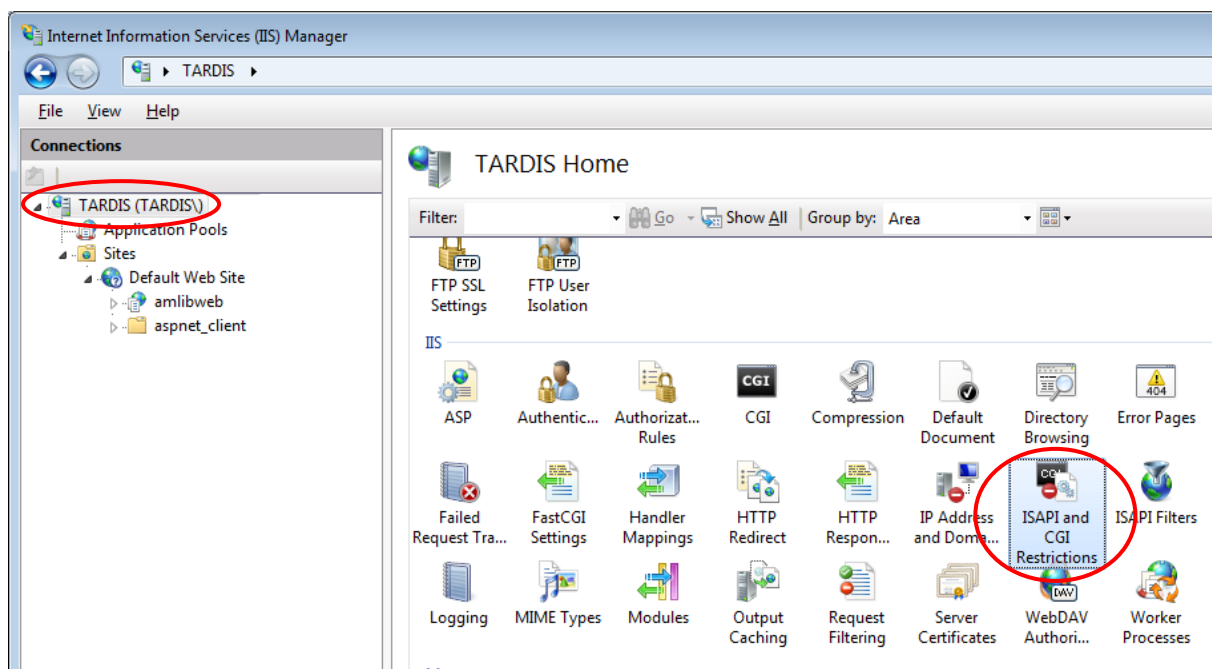 Internet Information Services (IIS) Manager
TARDIS
File View Help
Connections
TARDIS (TARDIS\)
Application Pools
Sites
Default Web Site
amlibweb
aspnet_client
TARDIS Home
Filter: Go Show All Group by: Area
FTP FTP
FTP SSL Settings
FTP User Isolation
IIS
CGI
404
ASP
Authentic...
Authorizat... Rules
CGI
Compression
Default Document
Directory Browsing
Error Pages
Failed Request Tra...
FastCGI Settings
Handler Mappings
HTTP Redirect
HTTP Respon...
IP Address and Doma...
ISAPI and CGI Restrictions
ISAPI Filters
DAV
Logging
MIME Types
Modules
Output Caching
Request Filtering
Server Certificates
WebDAV Authori...
Worker Processes